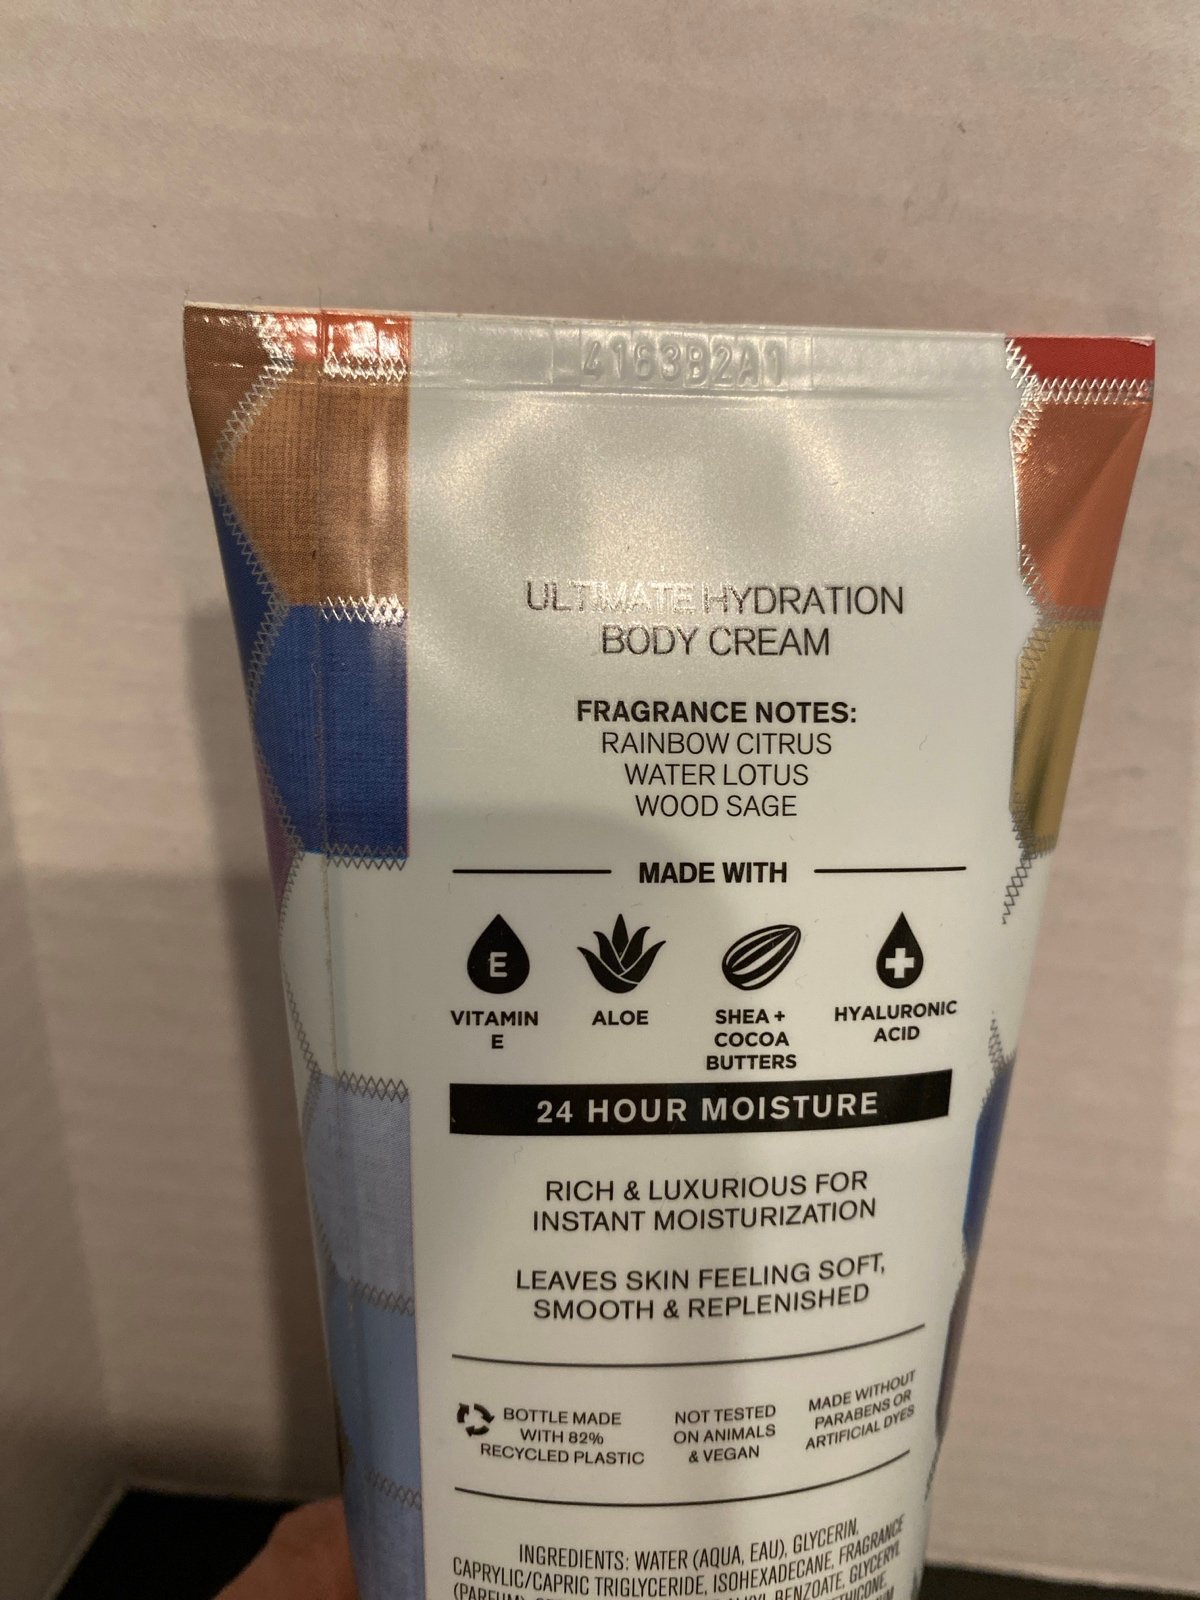 4163B2A1
ULTIMATE HYDRATION
BODY CREAM
FRAGRANCE NOTES:
RAINBOW CITRUS
WATER LOTUS
WOOD SAGE
MADE WITH
E
VITAMIN
E
ALOE
SHEA +
COCOA
BUTTERS
HYALURONIC
ACID
24 HOUR MOISTURE
RICH & LUXURIOUS FOR
INSTANT MOISTURIZATION
LEAVES SKIN FEELING SOFT,
SMOOTH & REPLENISHED
BOTTLE MADE
WITH 82%
RECYCLED PLASTIC
NOT TESTED
ON ANIMALS
& VEGAN
MADE WITHOUT
PARABENS OR
ARTIFICIAL DYES
INGREDIENTS: WATER (AQUA, EAU), GLYCERIN,
CAPRYLIC/CAPRIC TRIGLYCERIDE, ISOHEXADECANE, FRAGRANCE
(PARFUM), BENZOATE, GLYCERYL